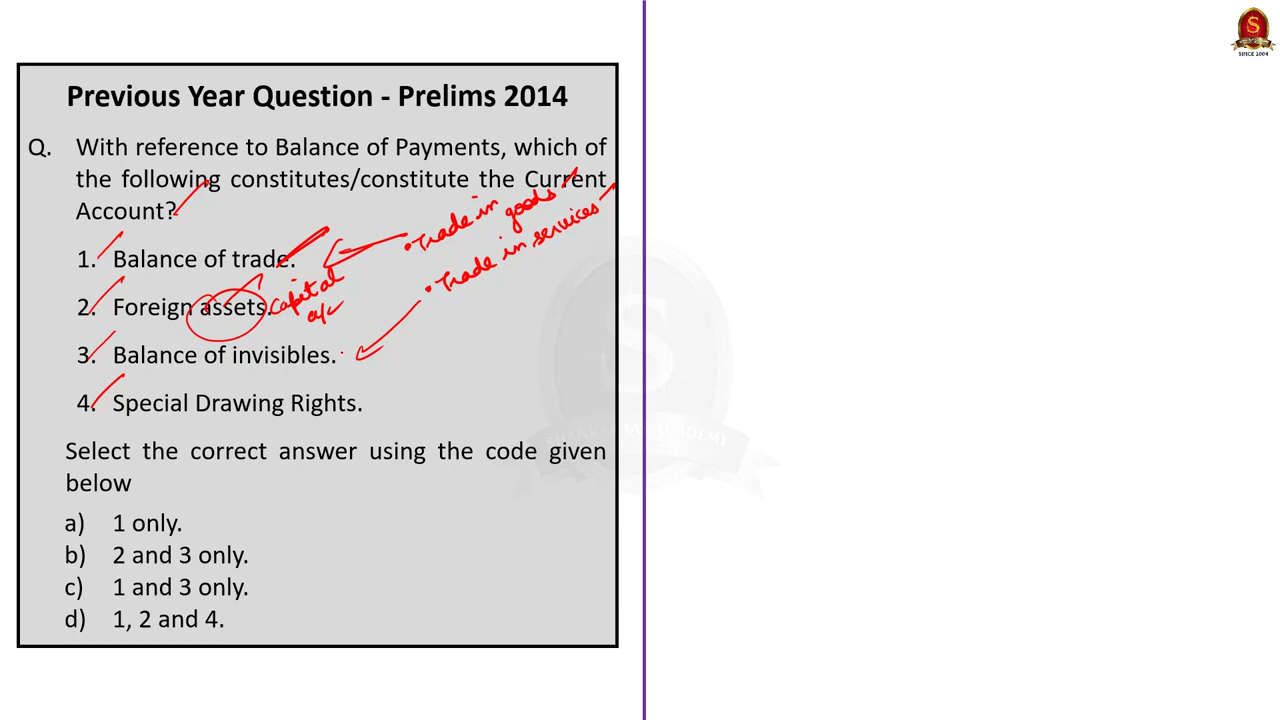 S
SINCE 2004
Previous Year Question - Prelims 2014
Q. With reference to Balance of Payments, which of
the following constitutes/constitute the Current
Account?
1. Balance of trade.
2. Foreign assets.
3. Balance of invisibles.
4. Special Drawing Rights.
Select the correct answer using the code given
below
a) 1 only.
b) 2 and 3 only.
c) 1 and 3 only.
d) 1, 2 and 4.
• Trade in goods
• Trade in services
Capital
a/c